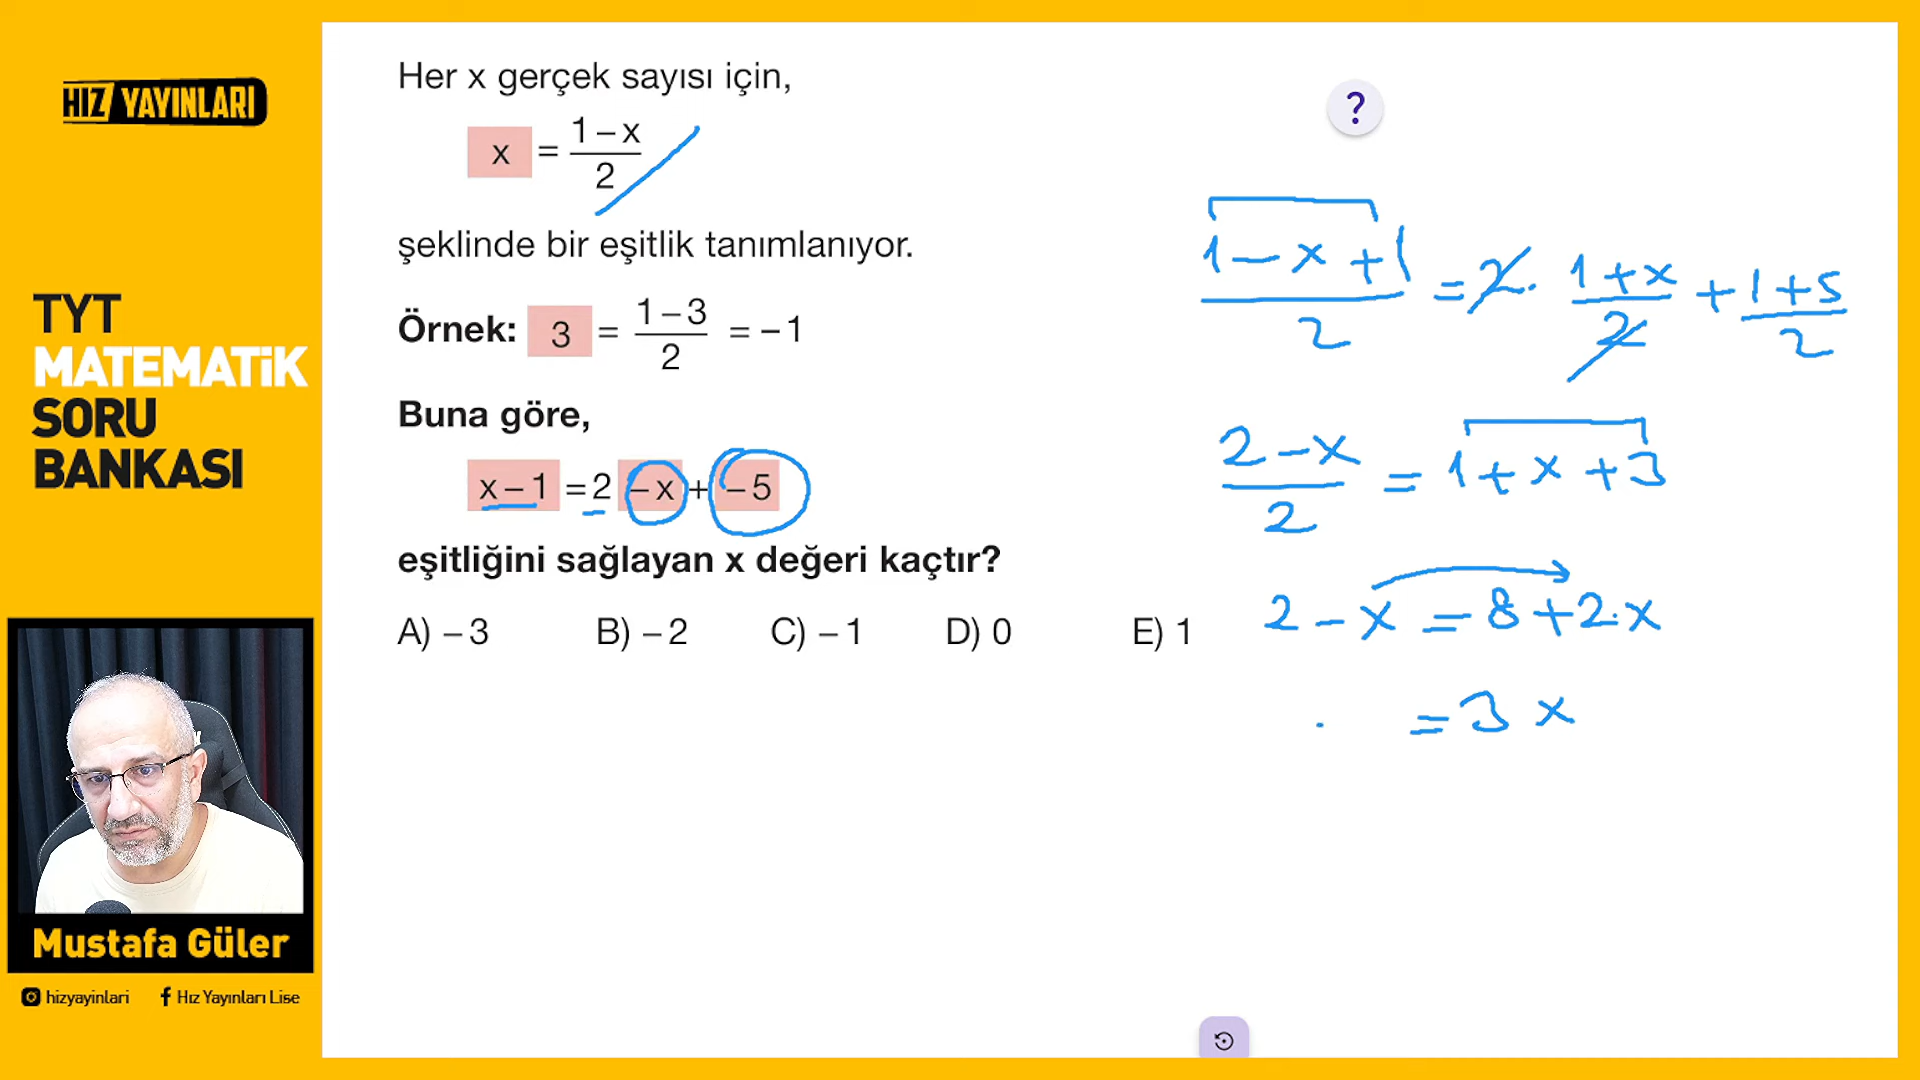 HIZ YAYINLARI
TYT
MATEMATİK
SORU
BANKASI
Mustafa Güler
hizyayinlari Hız Yayınları Lise
Her x gerçek sayısı için,
x = 1 – x / 2
şeklinde bir eşitlik tanımlanıyor.
Örnek: 3 = 1 – 3 / 2 = – 1
Buna göre,
x – 1 = 2 – x + – 5
eşitliğini sağlayan x değeri kaçtır?
A) – 3 B) – 2 C) – 1 D) 0 E) 1
?
1 – x + 1 / 2 = 2 . 1 + x / 2 + 1 + 5 / 2
2 – x / 2 = 1 + x + 3
2 – x = 8 + 2 . x
. = 3 x